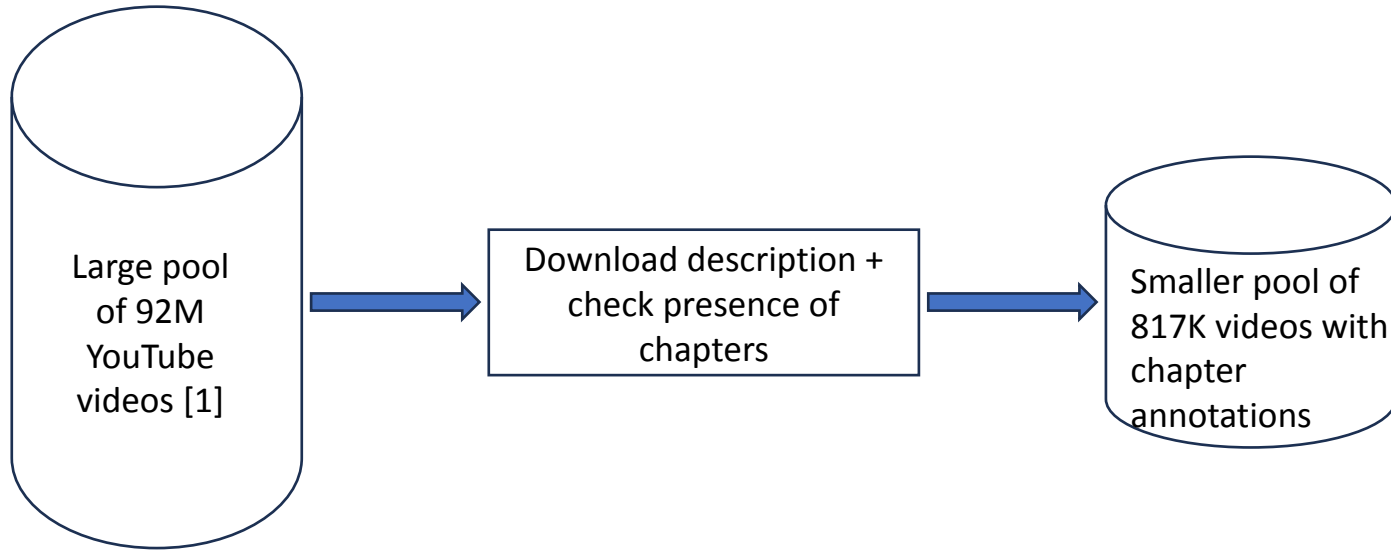 Large pool
of 92M
YouTube
videos [1]
Download description +
check presence of
chapters
Smaller pool of
817K videos with
chapter
annotations